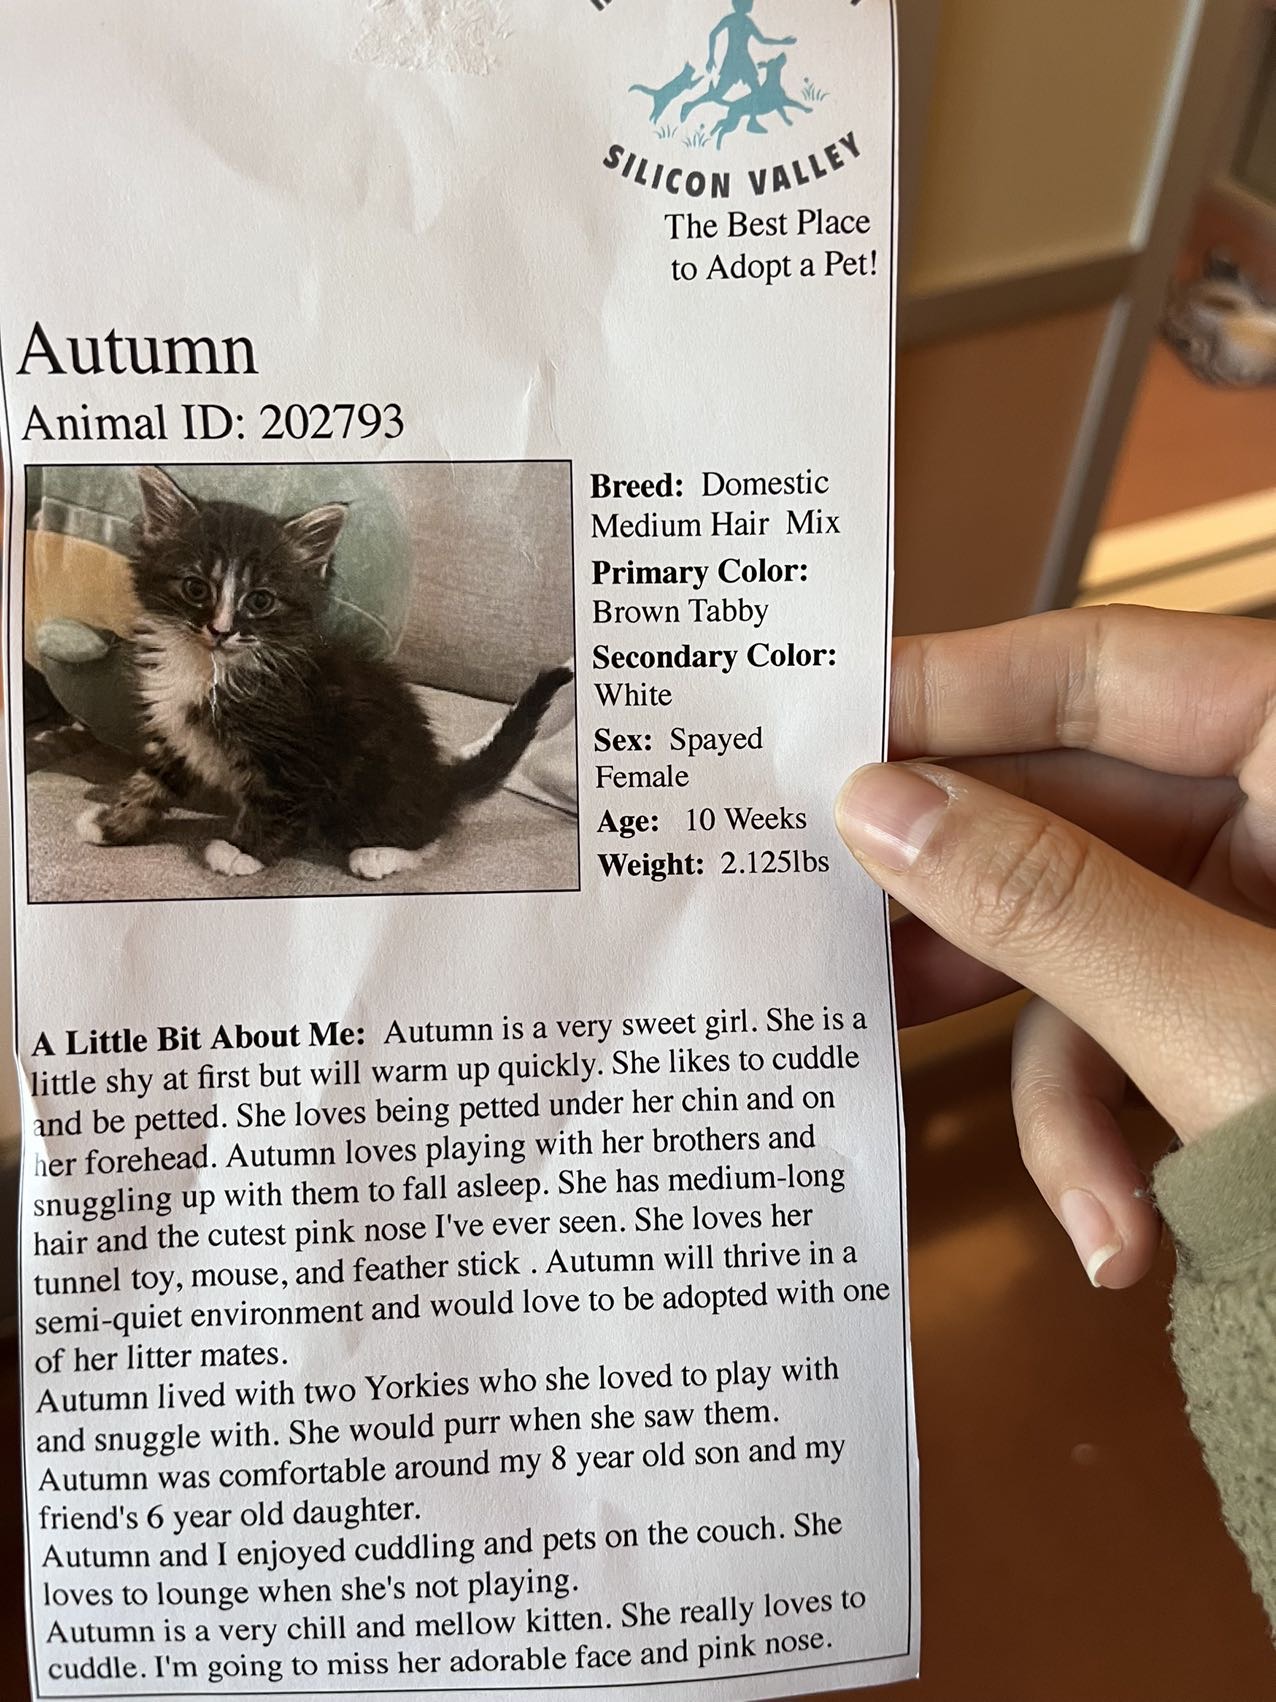 SILICON VALLEY
The Best Place
to Adopt a Pet!
Autumn
Animal ID: 202793
Breed: Domestic
Medium Hair Mix
Primary Color:
Brown Tabby
Secondary Color:
White
Sex: Spayed
Female
Age: 10 Weeks
Weight: 2.125lbs
A Little Bit About Me: Autumn is a very sweet girl. She is a
little shy at first but will warm up quickly. She likes to cuddle
and be petted. She loves being petted under her chin and on
her forehead. Autumn loves playing with her brothers and
snuggling up with them to fall asleep. She has medium-long
hair and the cutest pink nose I've ever seen. She loves her
tunnel toy, mouse, and feather stick . Autumn will thrive in a
semi-quiet environment and would love to be adopted with one
of her litter mates.
Autumn lived with two Yorkies who she loved to play with
and snuggle with. She would purr when she saw them.
Autumn was comfortable around my 8 year old son and my
friend's 6 year old daughter.
Autumn and I enjoyed cuddling and pets on the couch. She
loves to lounge when she's not playing.
Autumn is a very chill and mellow kitten. She really loves to
cuddle. I'm going to miss her adorable face and pink nose.